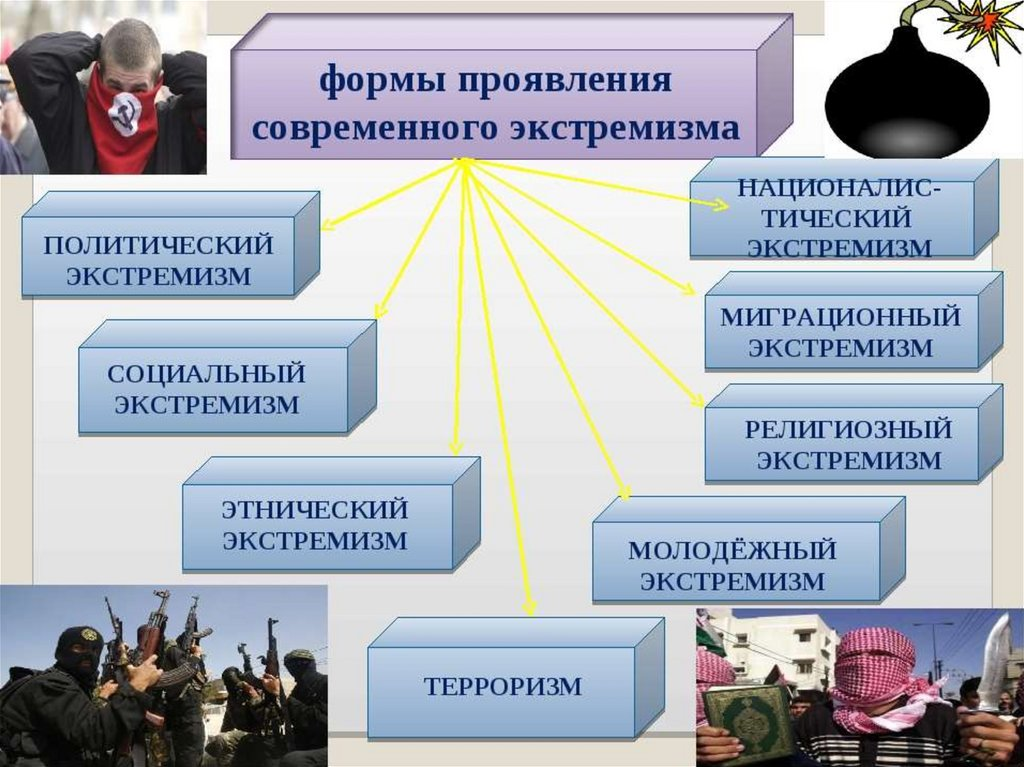 формы проявления
современного экстремизма
НАЦИОНАЛИС-
ТИЧЕСКИЙ
ЭКСТРЕМИЗМ
ПОЛИТИЧЕСКИЙ
ЭКСТРЕМИЗМ
МИГРАЦИОННЫЙ
ЭКСТРЕМИЗМ
СОЦИАЛЬНЫЙ
ЭКСТРЕМИЗМ
РЕЛИГИОЗНЫЙ
ЭКСТРЕМИЗМ
ЭТНИЧЕСКИЙ
ЭКСТРЕМИЗМ
МОЛОДЁЖНЫЙ
ЭКСТРЕМИЗМ
ТЕРРОРИЗМ